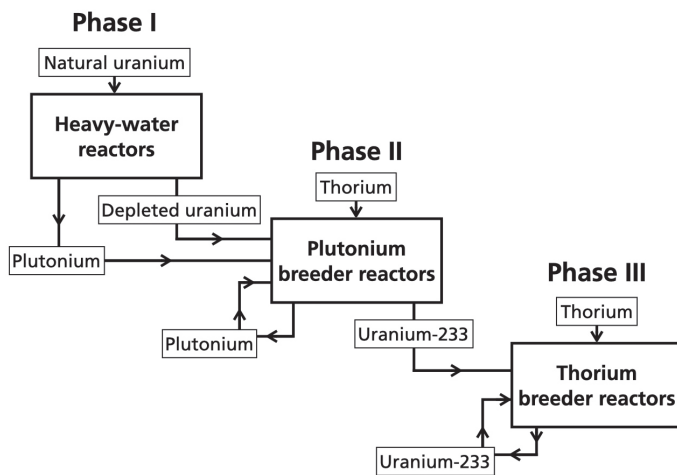 Phase I
Natural uranium
Heavy-water
reactors
Depleted uranium
Plutonium
Phase II
Thorium
Plutonium
breeder reactors
Plutonium
Uranium-233
Phase III
Thorium
Thorium
breeder reactors
Uranium-233